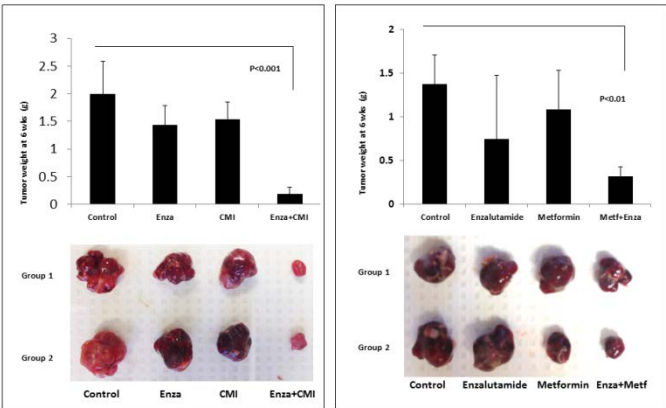 Tumor weight at 6 wks (g)
3
2.5
2
1.5
1
0.5
0
P<0.001
Control Enza CMI Enza+CMI
Group 1
Group 2
Control Enza CMI Enza+CMI
Tumor weight at 6 wks (g)
2
1.5
1
0.5
0
P<0.01
Control Enzalutamide Metformin Metf+Enza
Group 1
Group 2
Control Enzalutamide Metformin Enza+Metf